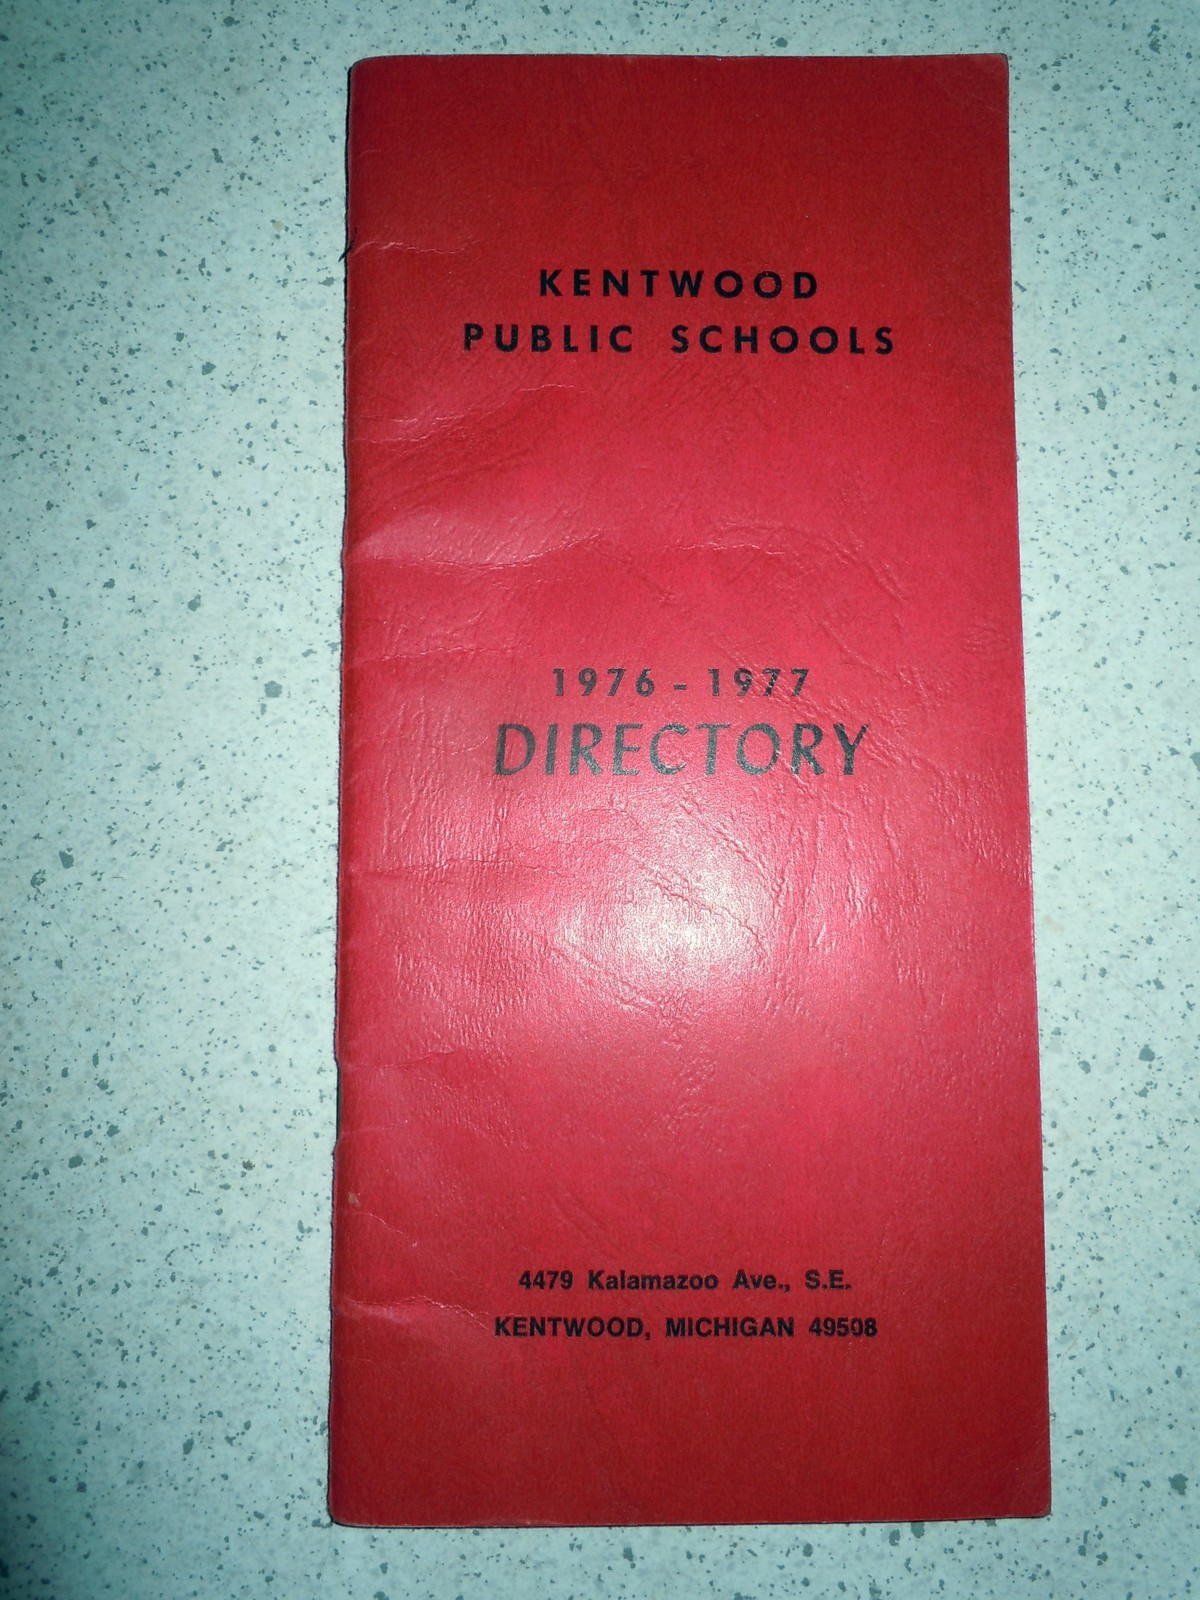 KENTWOOD
PUBLIC SCHOOLS
1976 - 1977
DIRECTORY
4479 Kalamazoo Ave., S.E.
KENTWOOD, MICHIGAN 49508